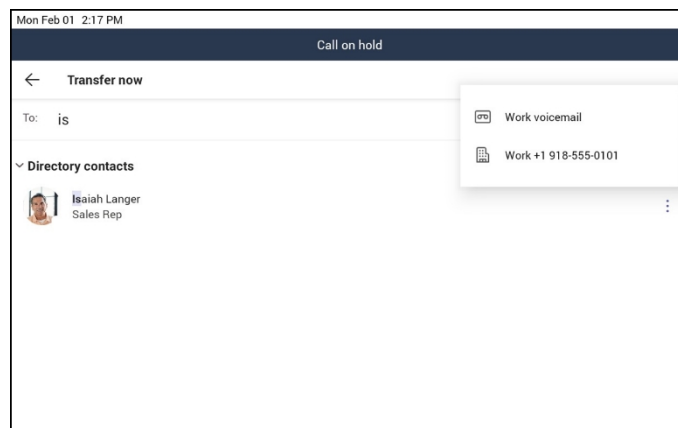 Mon Feb 01 2:17 PM
Call on hold
Transfer now
To: is
Work voicemail
Work +1 918-555-0101
Directory contacts
Isaiah Langer
Sales Rep